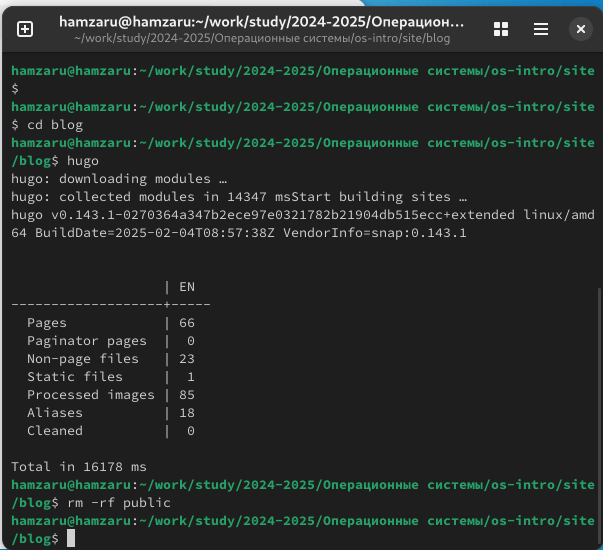 hamzaru@hamzaru:~/work/study/2024-2025/Операцион...
~/work/study/2024-2025/Операционные системы/os-intro/site/blog
hamzaru@hamzaru:~/work/study/2024-2025/Операционные системы/os-intro/site
$
hamzaru@hamzaru:~/work/study/2024-2025/Операционные системы/os-intro/site
$ cd blog
hamzaru@hamzaru:~/work/study/2024-2025/Операционные системы/os-intro/site
/blog$ hugo
hugo: downloading modules …
hugo: collected modules in 14347 msStart building sites …
hugo v0.143.1-0270364a347b2ece97e0321782b21904db515ecc+extended linux/amd
64 BuildDate=2025-02-04T08:57:38Z VendorInfo=snap:0.143.1
                   | EN
-------------------+-----
  Pages            | 66
  Paginator pages  |  0
  Non-page files   | 23
  Static files     |  1
  Processed images | 85
  Aliases          | 18
  Cleaned          |  0
Total in 16178 ms
hamzaru@hamzaru:~/work/study/2024-2025/Операционные системы/os-intro/site
/blog$ rm -rf public
hamzaru@hamzaru:~/work/study/2024-2025/Операционные системы/os-intro/site
/blog$